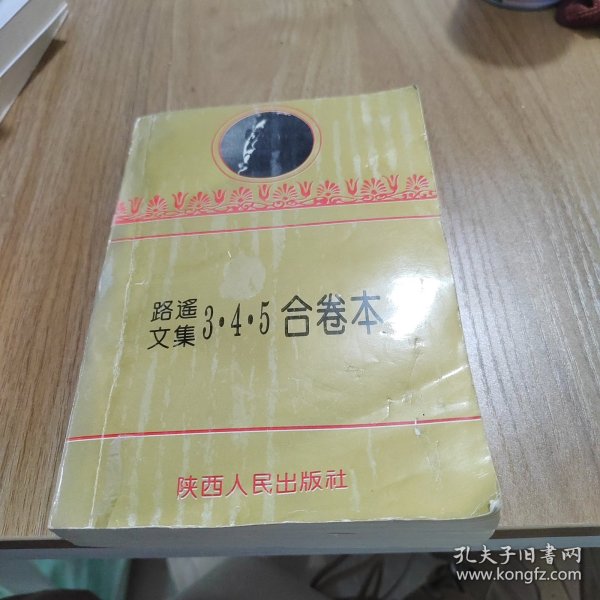 路遥
文集 3·4·5 合卷本
陕西人民出版社
孔夫子旧书网
www.kongfz.com